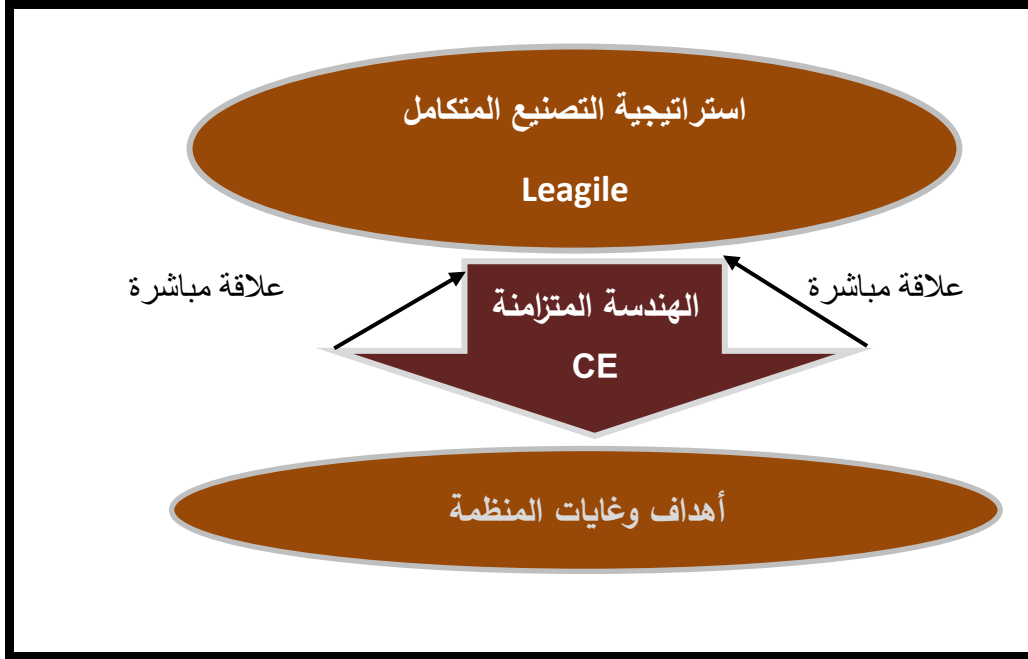 استراتيجية التصنيع المتكامل
Leagile
علاقة مباشرة
علاقة مباشرة
الهندسة المتزامنة
CE
أهداف وغايات المنظمة